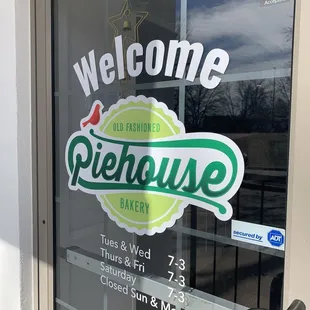 Welcome
OLD FASHIONED
Piehouse
BAKERY
Tues & Wed 7-3
Thurs & Fri 7-3
Saturday 7-3
Closed Sun &
secured by
ADT